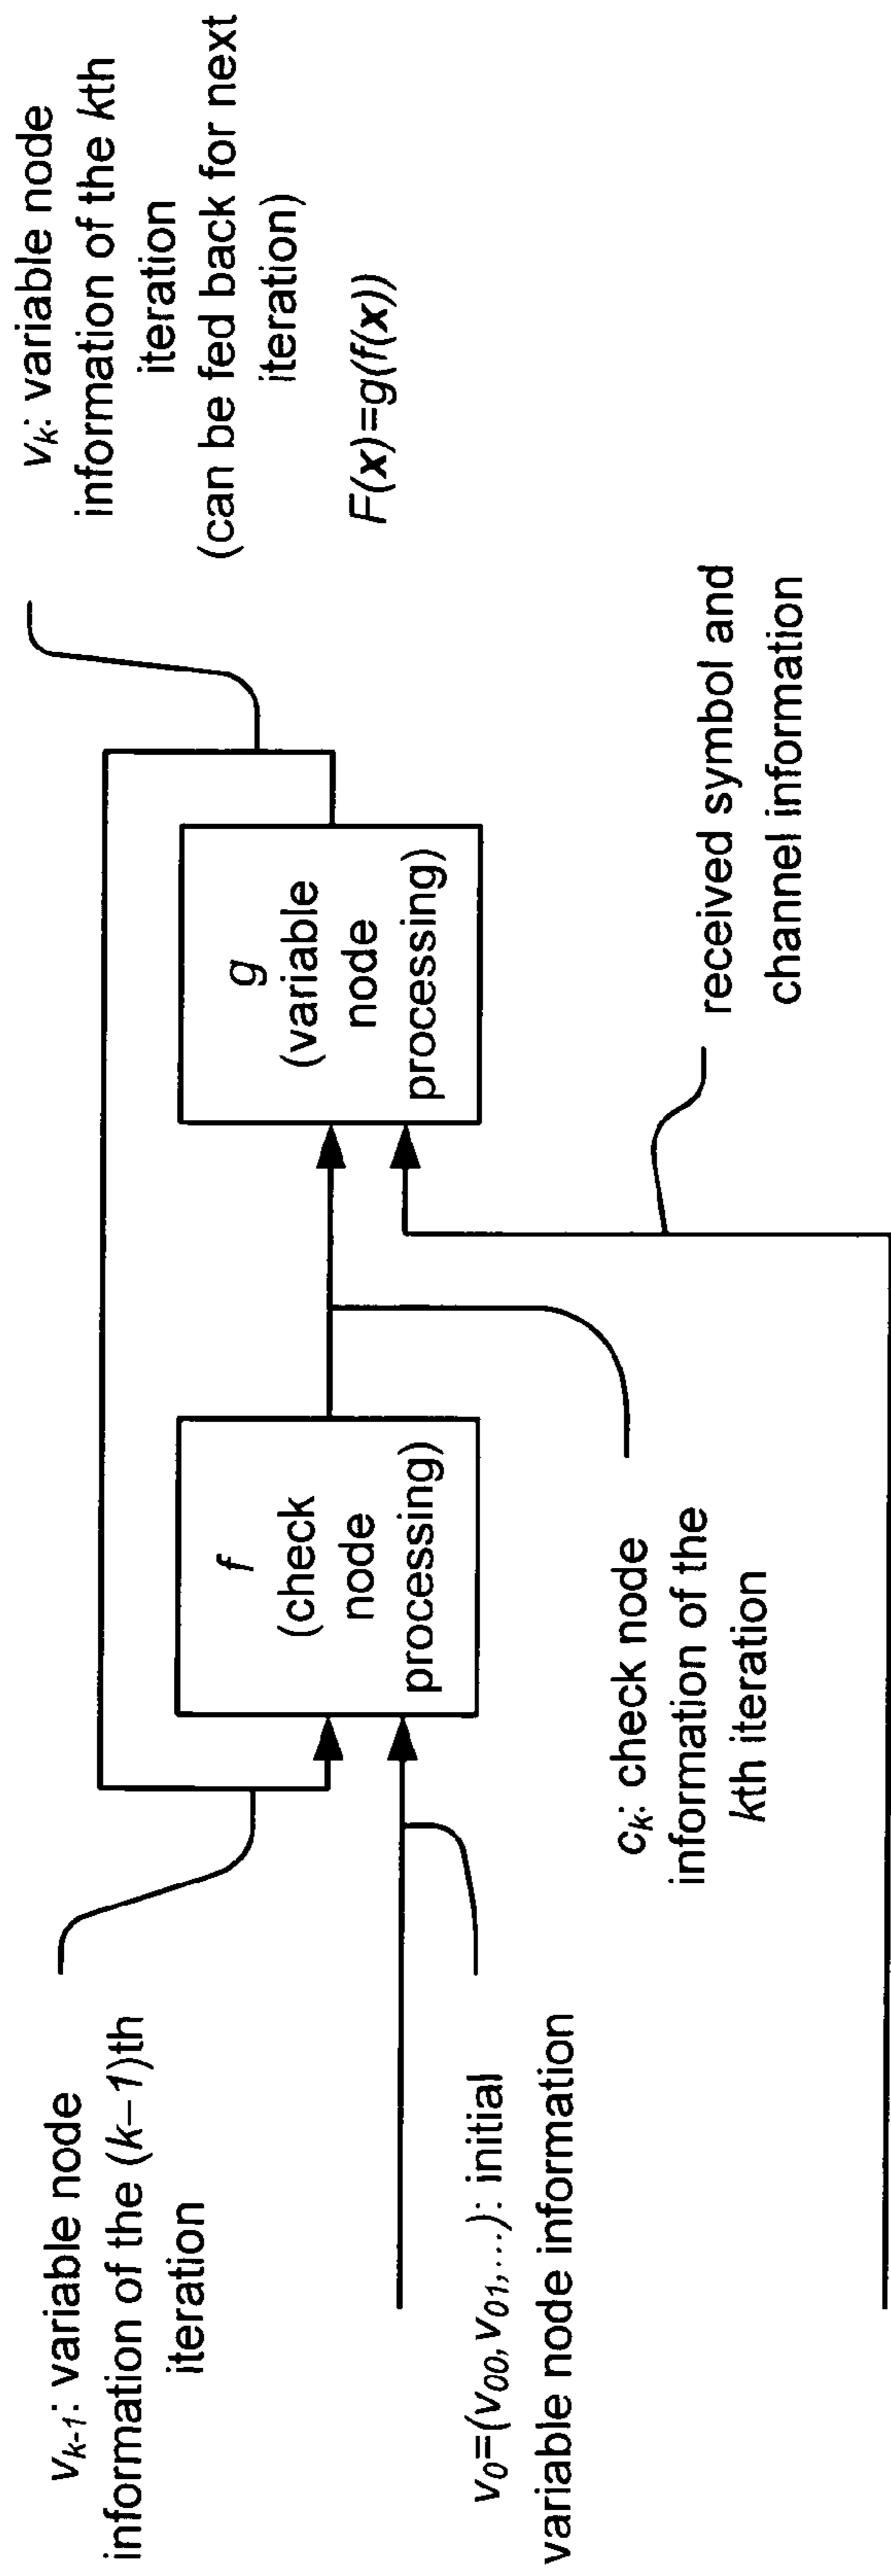 v_{k-1}: variable node
information of the (k−1)th
iteration
v_0=(v_{00}, v_{01},...): initial
variable node information
f
(check
node
processing)
c_k: check node
information of the
kth iteration
g
(variable
node
processing)
received symbol and
channel information
v_k: variable node
information of the kth
iteration
(can be fed back for next
iteration)
F(x)=g(f(x))